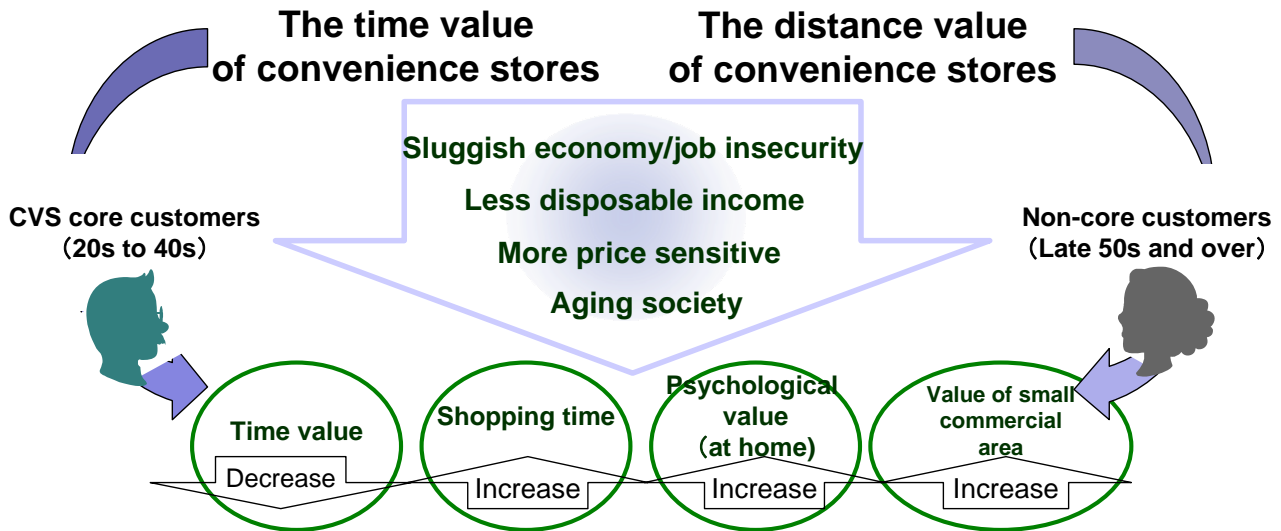 The time value
of convenience stores
The distance value
of convenience stores
Sluggish economy/job insecurity
Less disposable income
More price sensitive
Aging society
CVS core customers
（20s to 40s）
Non-core customers
（Late 50s and over）
Time value
Decrease
Shopping time
Increase
Psychological
value
（at home）
Increase
Value of small
commercial
area
Increase